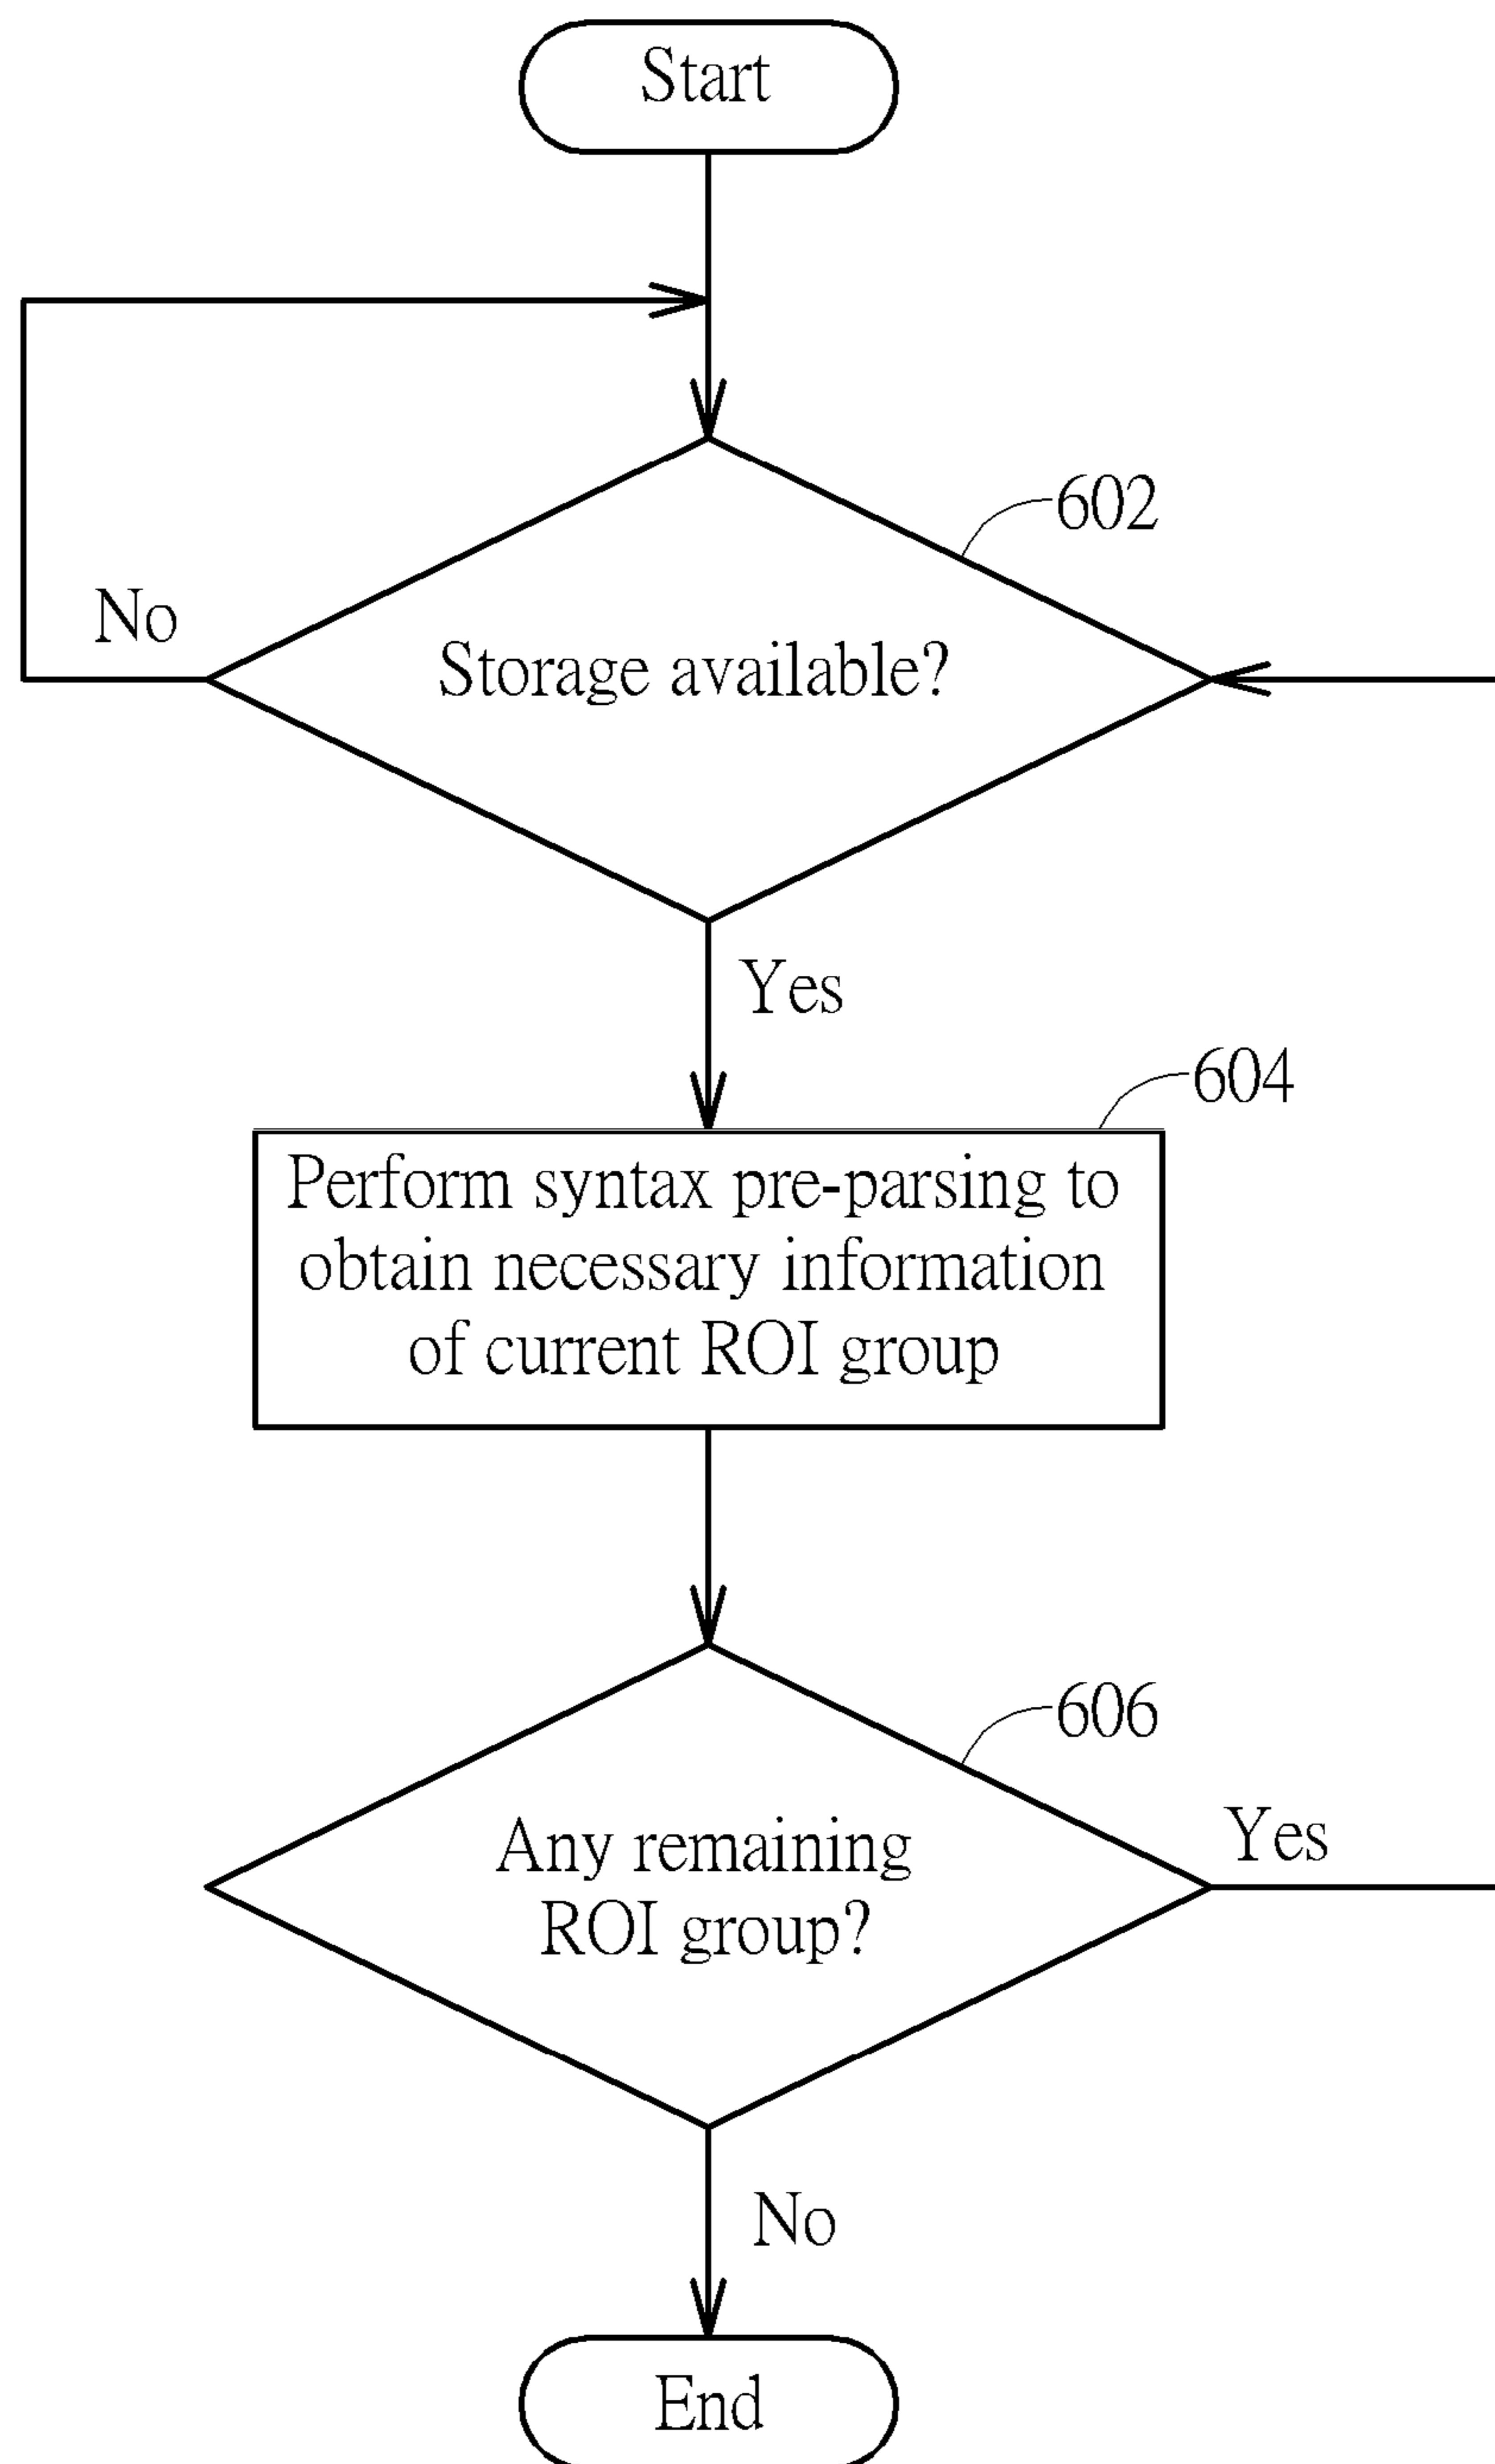 Start
602
No
Storage available?
Yes
604
Perform syntax pre-parsing to
obtain necessary information
of current ROI group
606
Any remaining
ROI group?
Yes
No
End